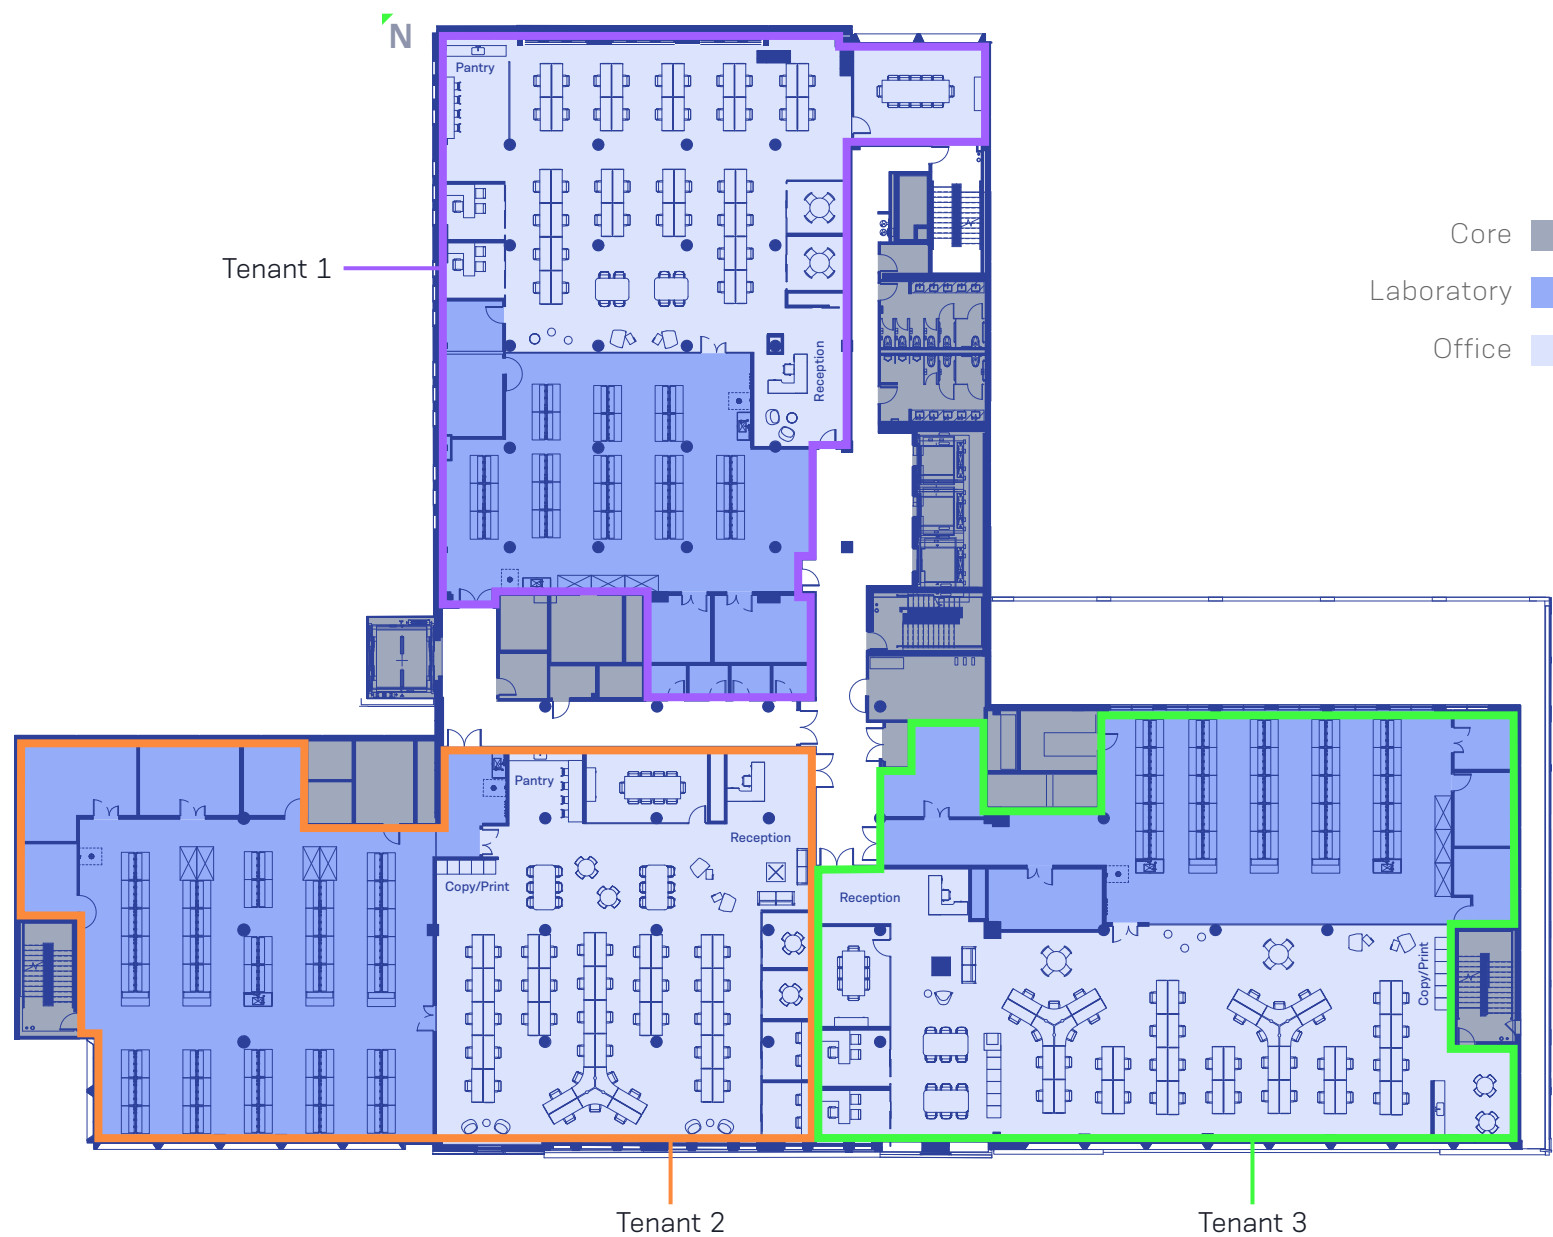 N
Pantry
Core
Tenant 1
Laboratory
Office
Reception
Pantry
Reception
Copy/Print
Reception
Copy/Print
Tenant 2
Tenant 3